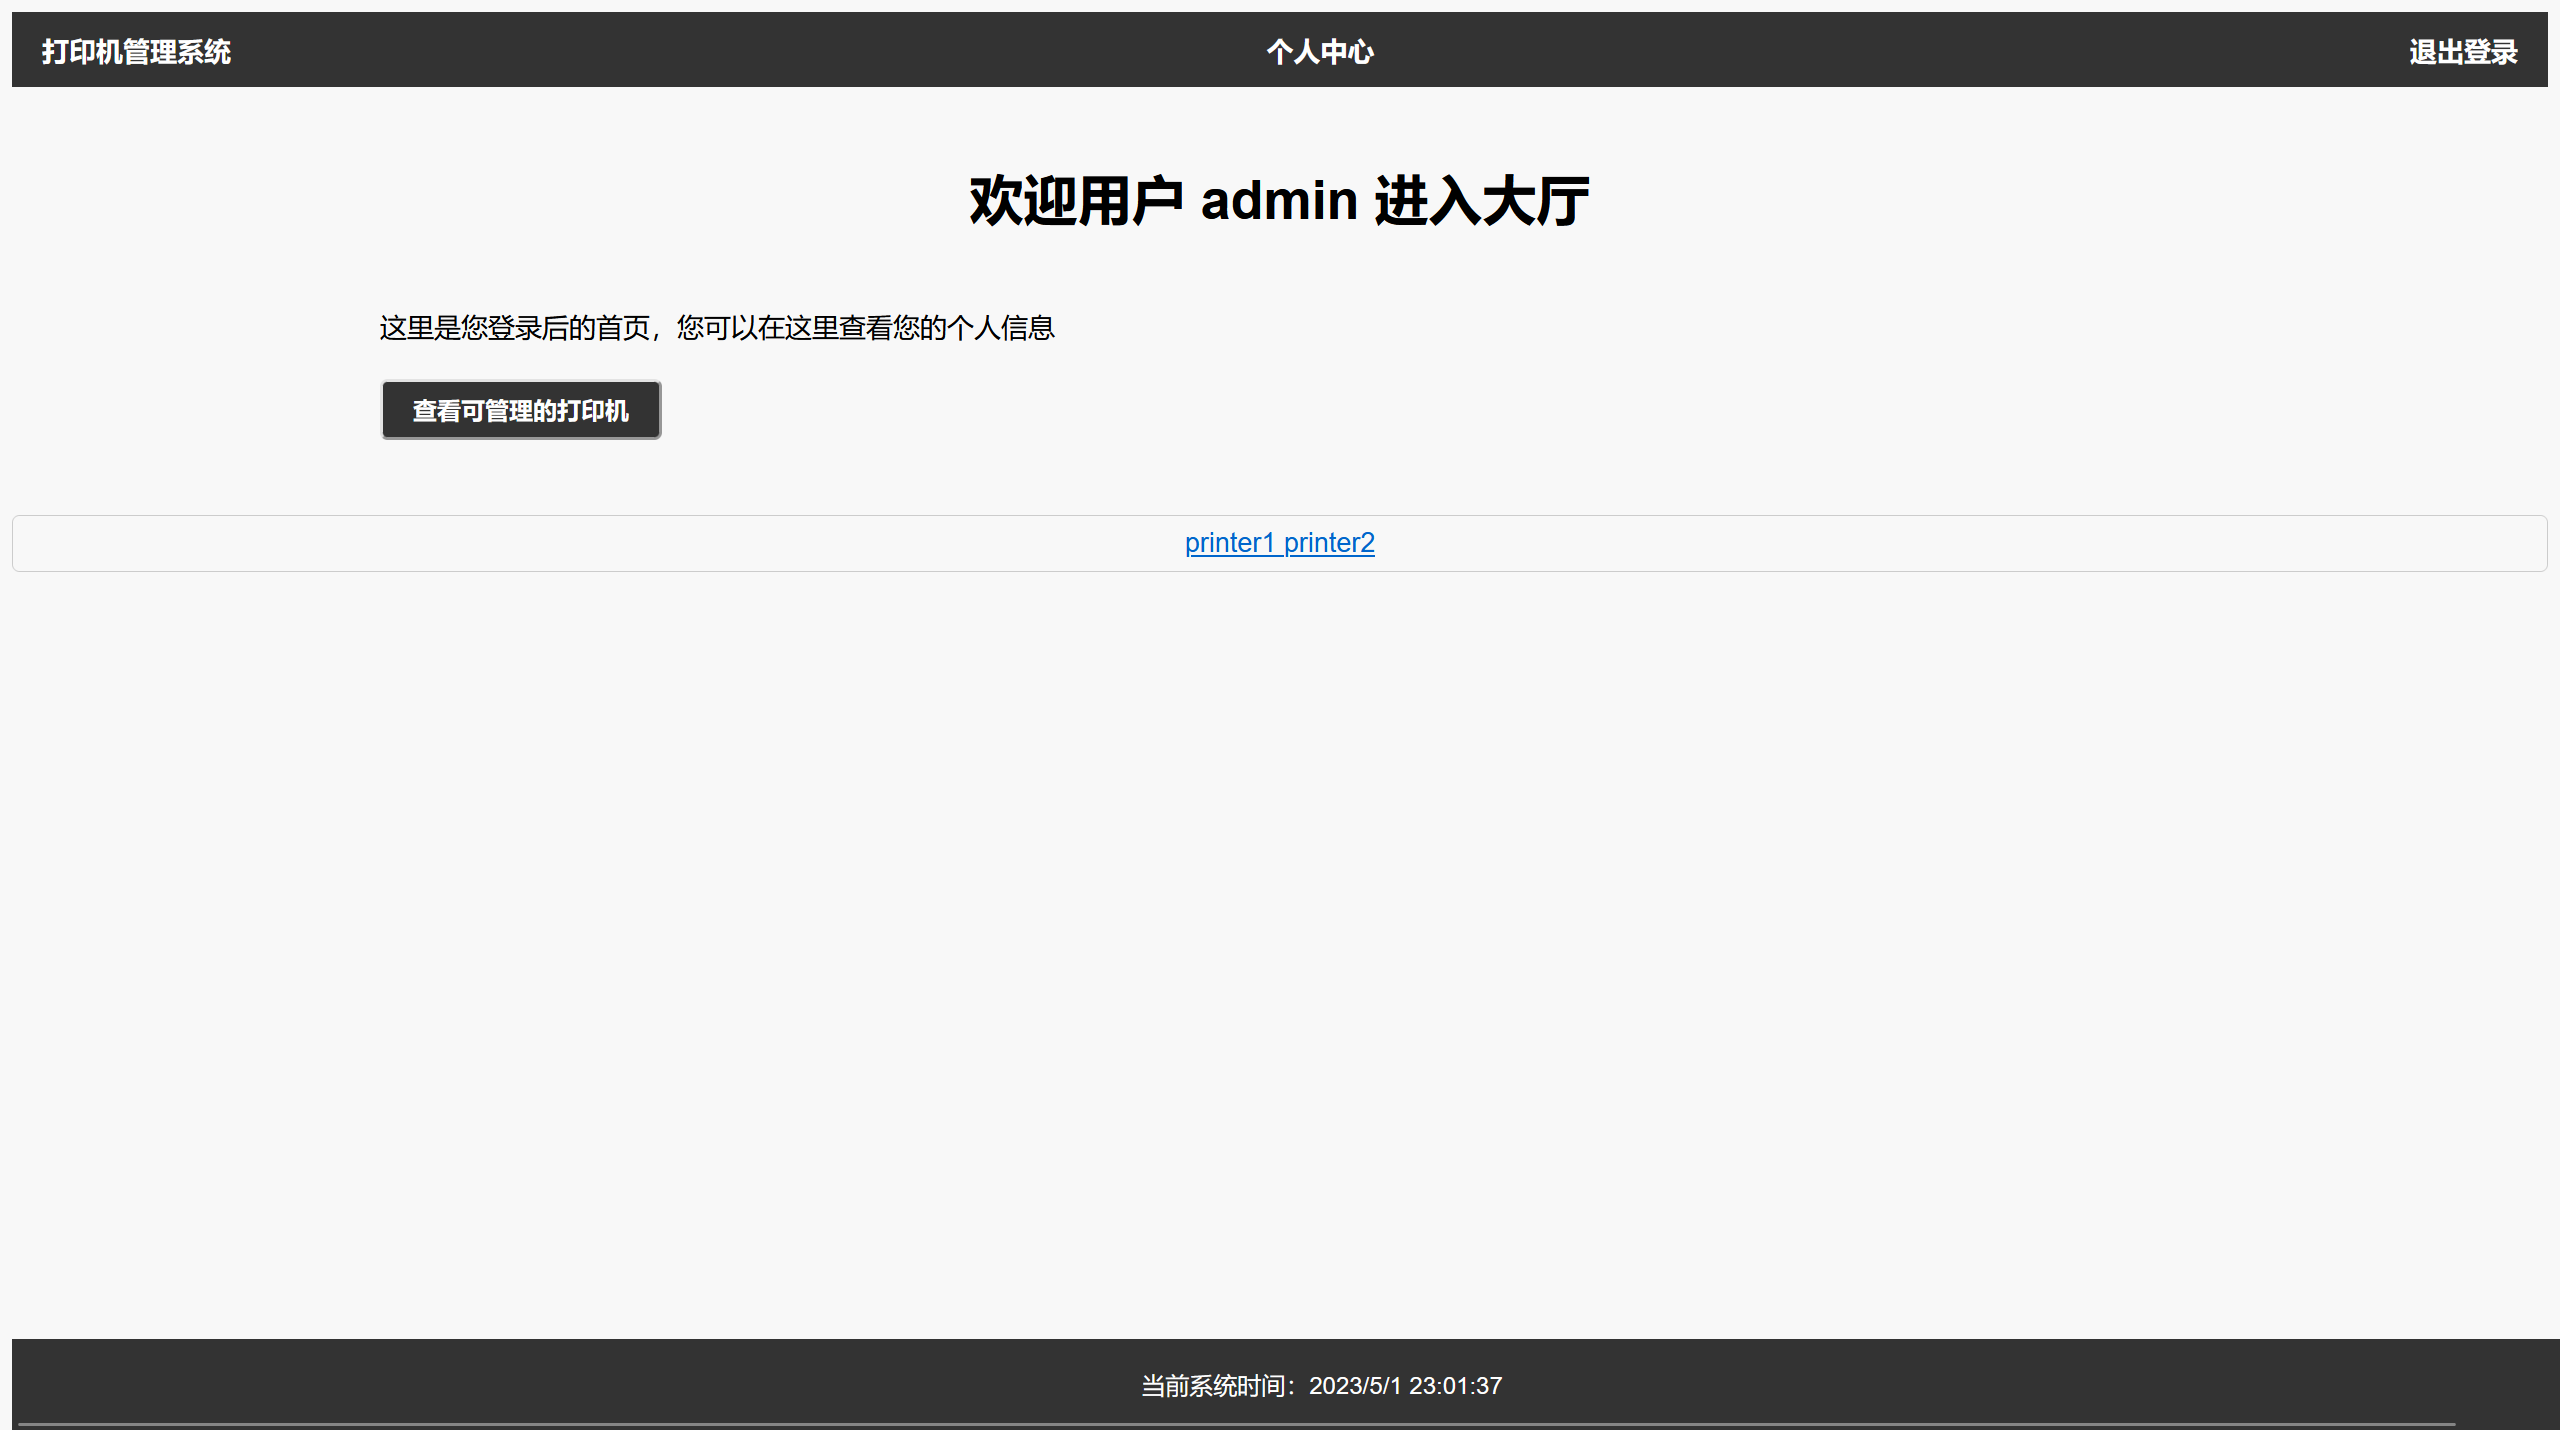 打印机管理系统 个人中心 退出登录
欢迎用户 admin 进入大厅
这里是您登录后的首页，您可以在这里查看您的个人信息
查看可管理的打印机
printer1 printer2
当前系统时间：2023/5/1 23:01:37